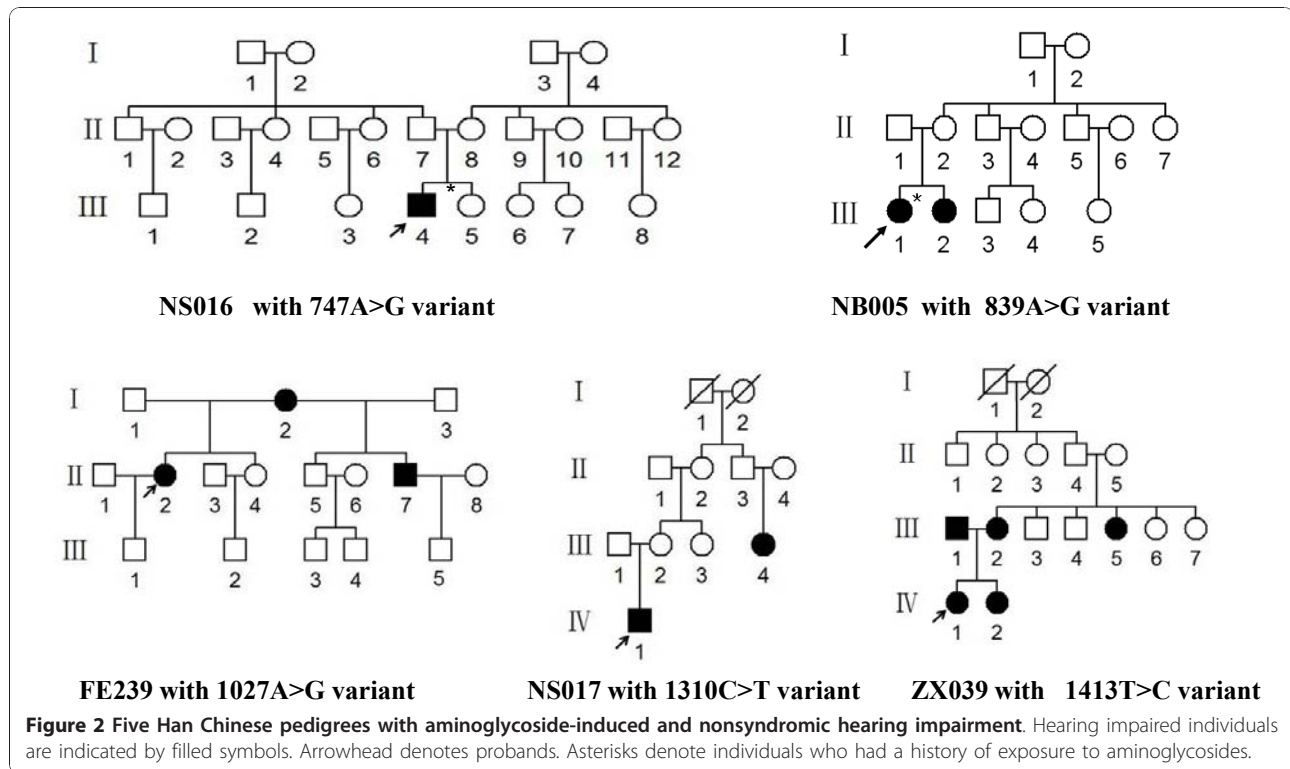 I
1 2 3 4
II
1 2 3 4 5 6 7 8 9 10 11 12
*
III
1 2 3 4 5 6 7 8
NS016 with 747A>G variant
I
1 2
II
1 2 3 4 5 6 7
*
III
1 2 3 4 5
NB005 with 839A>G variant
I
1 2 3
II
1 2 3 4 5 6 7 8
III
1 2 3 4 5
FE239 with 1027A>G variant
I
1 2
II
1 2 3 4
III
1 2 3 4
IV
1
NS017 with 1310C>T variant
I
1 2
II
1 2 3 4 5
III
1 2 3 4 5 6 7
IV
1 2
ZX039 with 1413T>C variant
Figure 2 Five Han Chinese pedigrees with aminoglycoside-induced and nonsyndromic hearing impairment. Hearing impaired individuals
are indicated by filled symbols. Arrowhead denotes probands. Asterisks denote individuals who had a history of exposure to aminoglycosides.